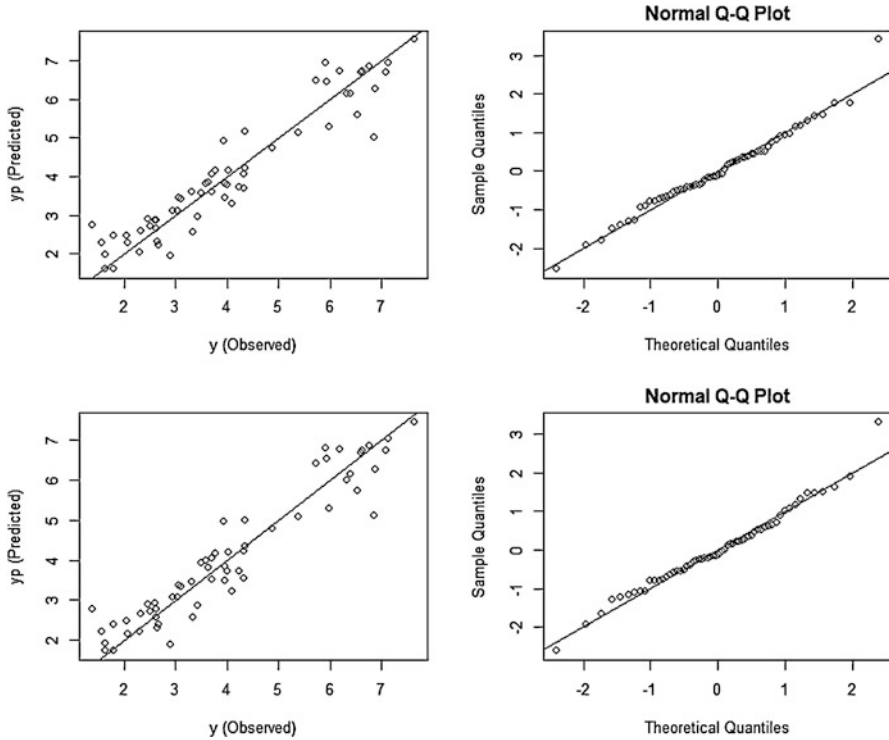 yp (Predicted)
7
6
5
4
3
2
2 3 4 5 6 7
y (Observed)
Normal Q-Q Plot
Sample Quantiles
3
2
1
0
-1
-2
-2 -1 0 1 2
Theoretical Quantiles
yp (Predicted)
7
6
5
4
3
2
2 3 4 5 6 7
y (Observed)
Normal Q-Q Plot
Sample Quantiles
3
2
1
0
-1
-2
-2 -1 0 1 2
Theoretical Quantiles